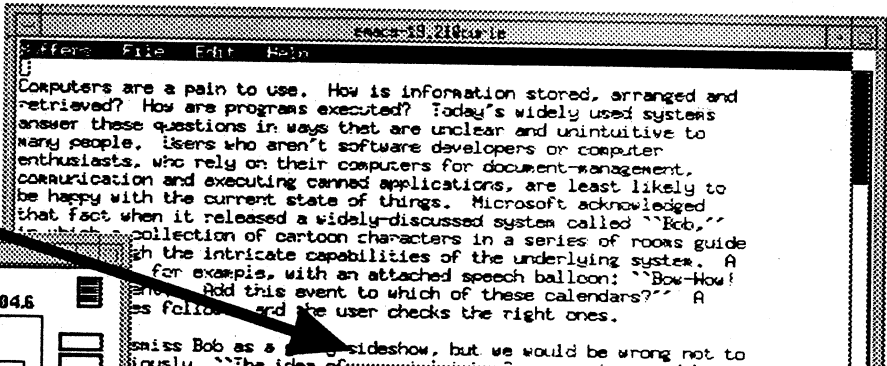 emacs-19.21@curie
Buffers File Edit Help
Computers are a pain to use. How is information stored, arranged and
retrieved? How are programs executed? Today's widely used systems
answer these questions in ways that are unclear and unintuitive to
many people. Users who aren't software developers or computer
enthusiasts, who rely on their computers for document-management,
communication and executing canned applications, are least likely to
be happy with the current state of things. Microsoft acknowledged
that fact when it released a widely-discussed system called ``Bob,''
in which a collection of cartoon characters in a series of rooms guide
the intricate capabilities of the underlying system. A
for example, with an attached speech balloon: ``Bow-Wow!
Add this event to which of these calendars?'' A
and the user checks the right ones.
04.6
Bob as a sideshow, but we would be wrong not to
``The idea of